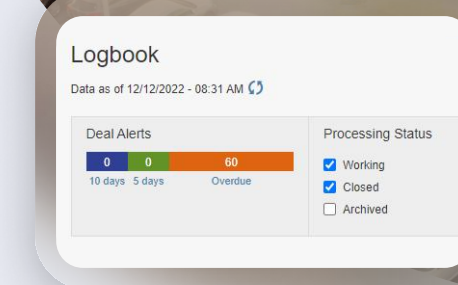 Logbook
Data as of 12/12/2022 - 08:31 AM
Deal Alerts
0 0 60
10 days 5 days Overdue
Processing Status
Working
Closed
Archived